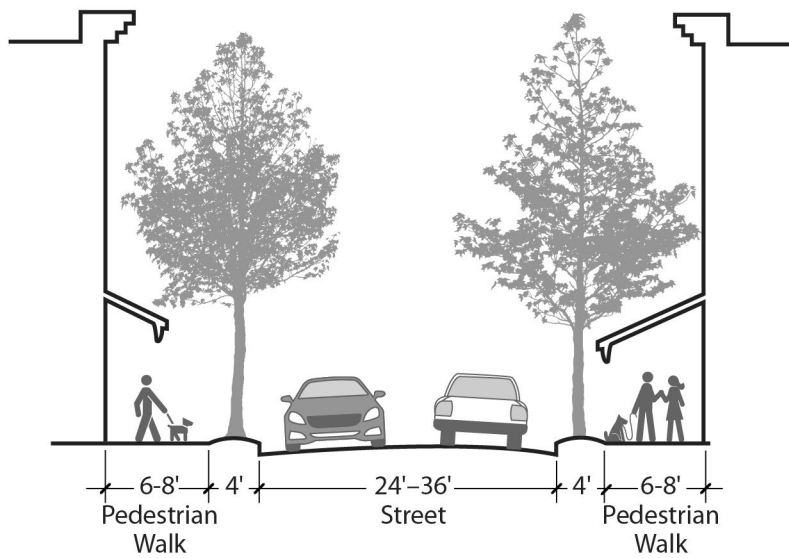 6-8' 4' 24'–36' 4' 6-8'
Pedestrian Street Pedestrian
Walk Walk